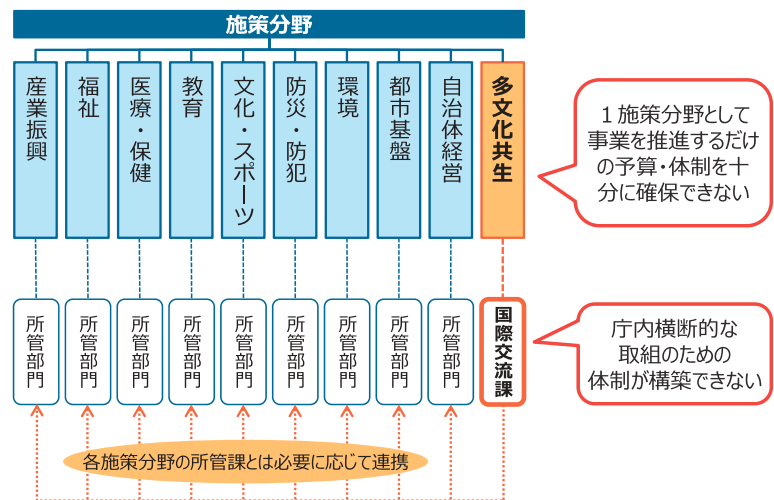 施策分野
産業振興
福祉
医療・保健
教育
文化・スポーツ
防災・防犯
環境
都市基盤
自治体経営
多文化共生
１施策分野として
事業を推進するだけ
の予算・体制を十
分に確保できない
所管部門
所管部門
所管部門
所管部門
所管部門
所管部門
所管部門
所管部門
所管部門
国際交流課
庁内横断的な
取組のための
体制が構築できない
各施策分野の所管課とは必要に応じて連携